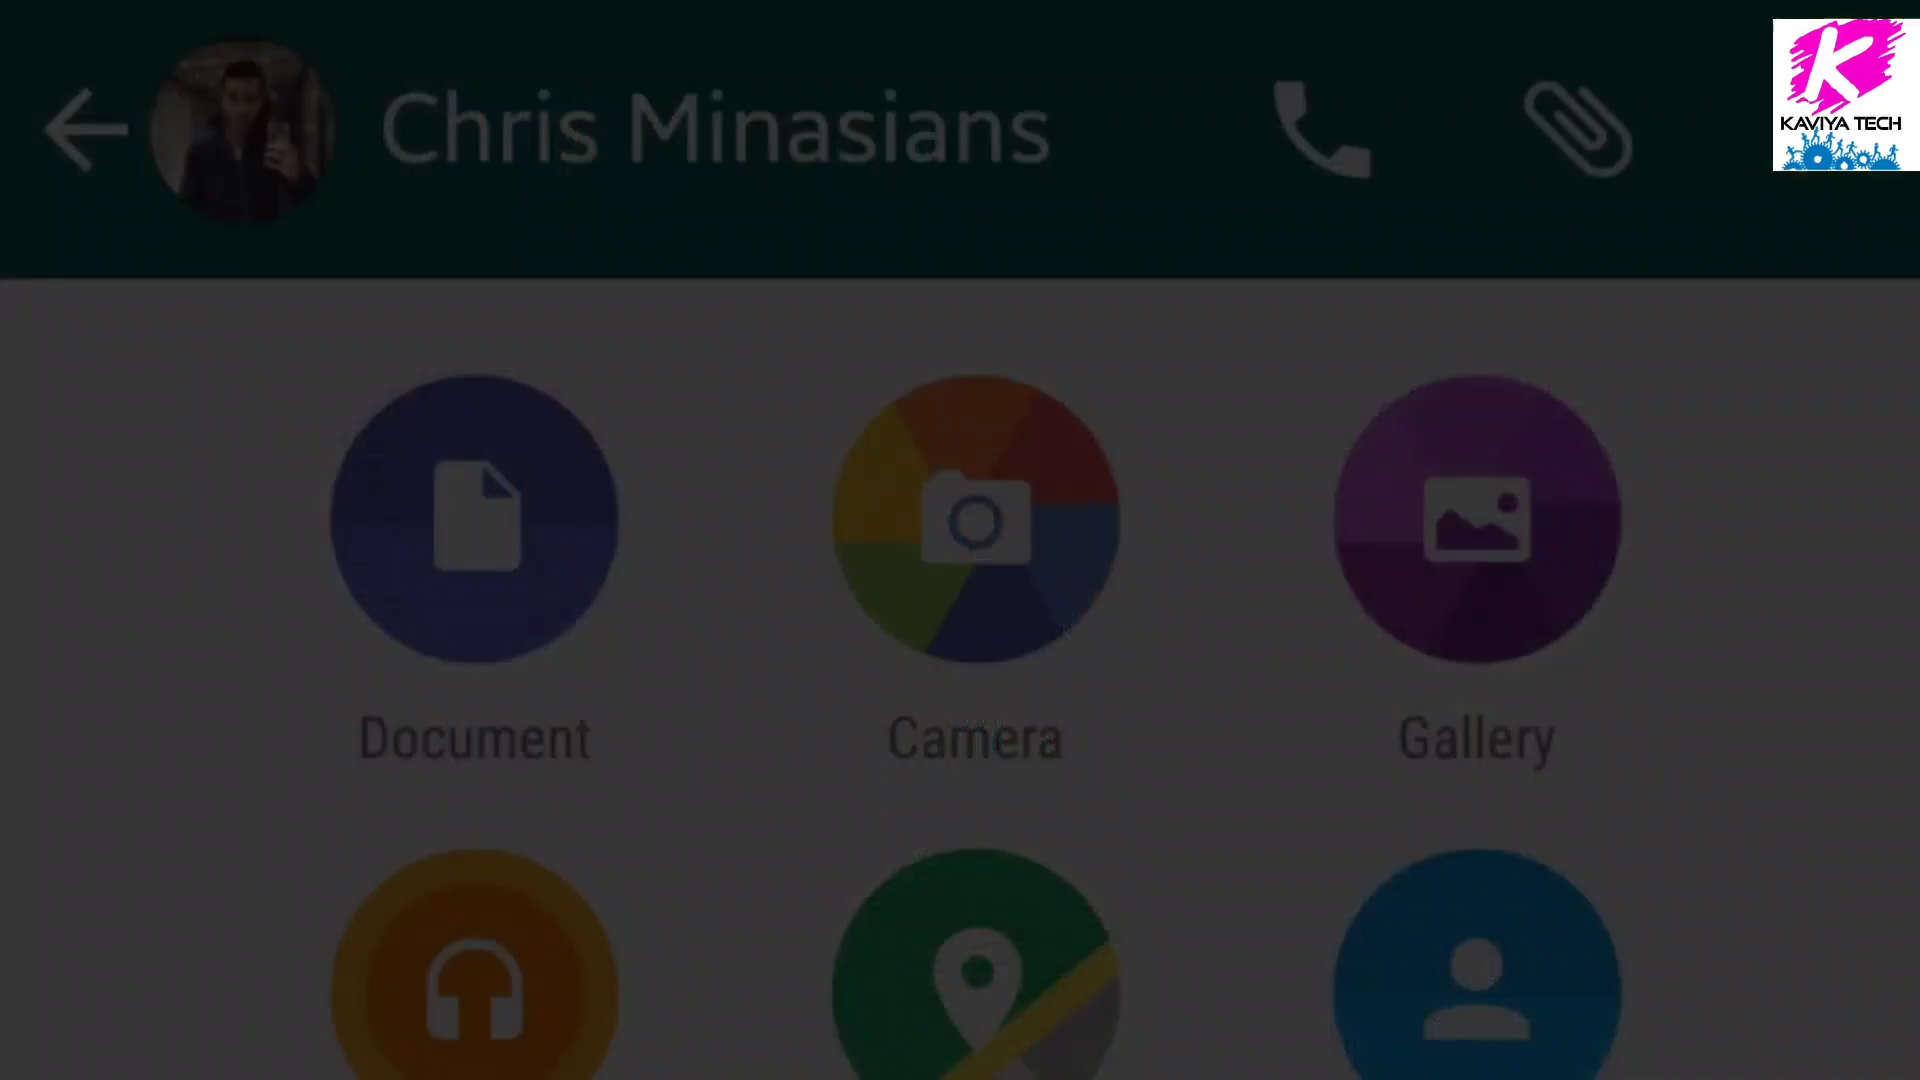 Chris Minasians
KAVIYA TECH
Document
Camera
Gallery